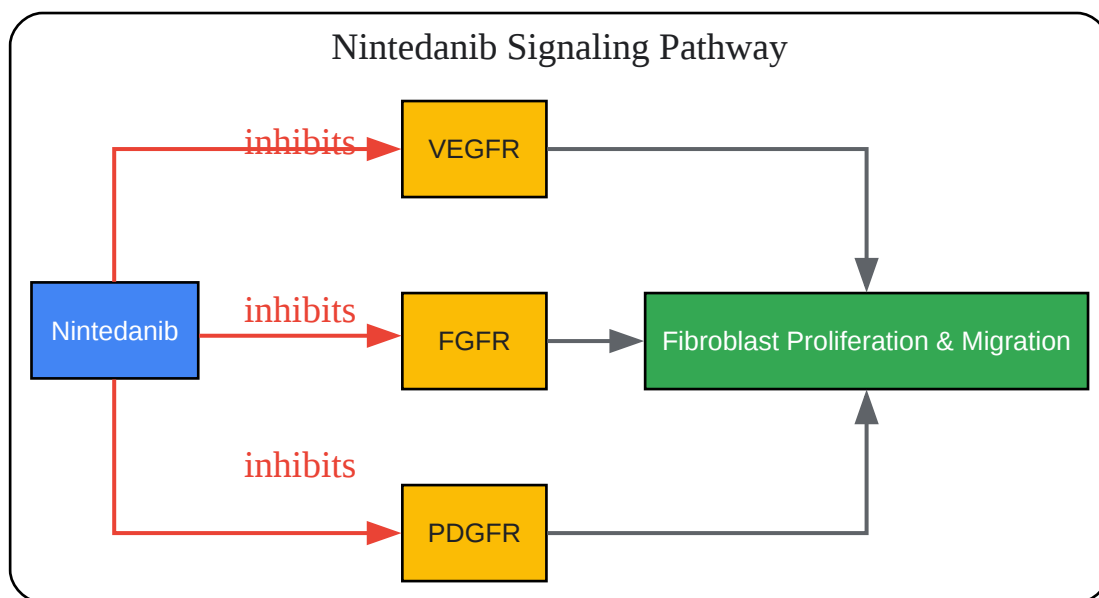 Nintedanib Signaling Pathway
inhibits
VEGFR
Nintedanib
inhibits
FGFR
Fibroblast Proliferation & Migration
inhibits
PDGFR